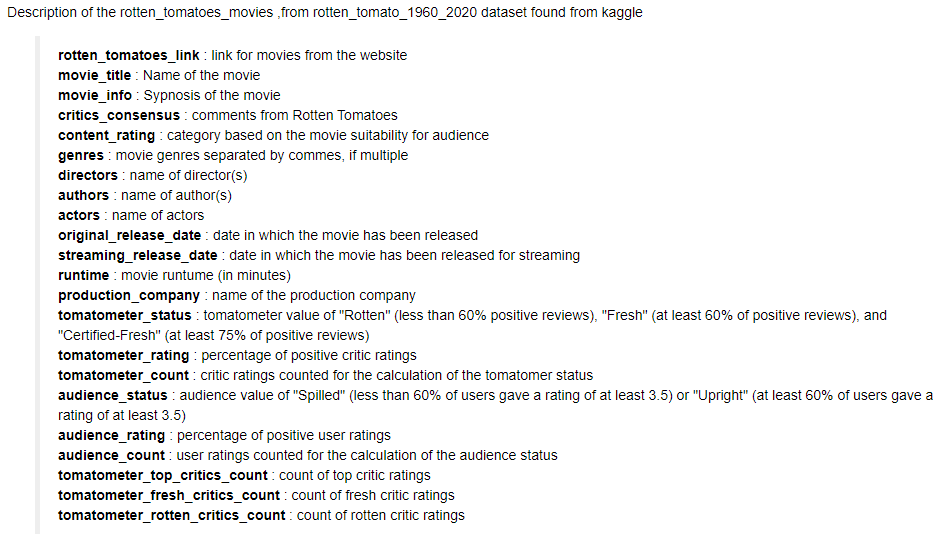 Description of the rotten_tomatoes_movies ,from rotten_tomato_1960_2020 dataset found from kaggle
rotten_tomatoes_link : link for movies from the website
movie_title : Name of the movie
movie_info : Sypnosis of the movie
critics_consensus : comments from Rotten Tomatoes
content_rating : category based on the movie suitability for audience
genres : movie genres separated by commes, if multiple
directors : name of director(s)
authors : name of author(s)
actors : name of actors
original_release_date : date in which the movie has been released
streaming_release_date : date in which the movie has been released for streaming
runtime : movie runtume (in minutes)
production_company : name of the production company
tomatometer_status : tomatometer value of "Rotten" (less than 60% positive reviews), "Fresh" (at least 60% of positive reviews), and
"Certified-Fresh" (at least 75% of positive reviews)
tomatometer_rating : percentage of positive critic ratings
tomatometer_count : critic ratings counted for the calculation of the tomatomer status
audience_status : audience value of "Spilled" (less than 60% of users gave a rating of at least 3.5) or "Upright" (at least 60% of users gave a
rating of at least 3.5)
audience_rating : percentage of positive user ratings
audience_count : user ratings counted for the calculation of the audience status
tomatometer_top_critics_count : count of top critic ratings
tomatometer_fresh_critics_count : count of fresh critic ratings
tomatometer_rotten_critics_count : count of rotten critic ratings